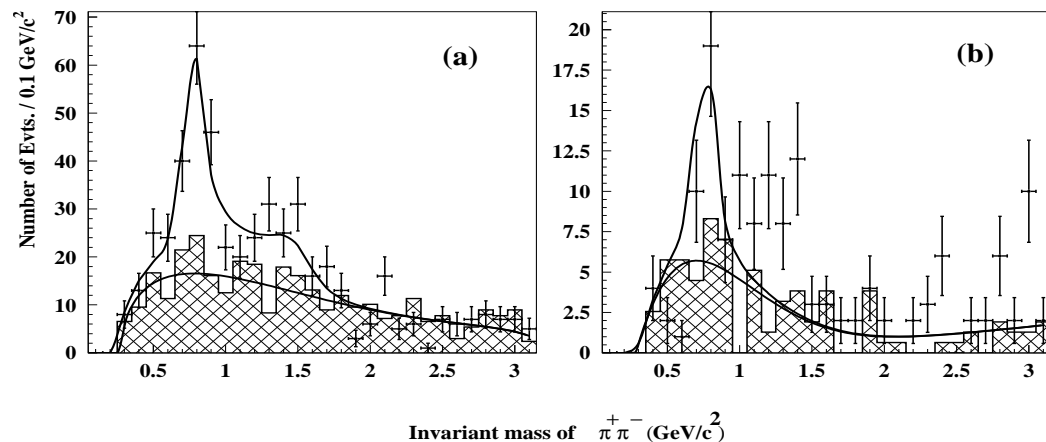 Number of Evts. / 0.1 GeV/c²
70
60
50
40
30
20
10
0
(a)
0.5 1 1.5 2 2.5 3
20
17.5
15
12.5
10
7.5
5
2.5
0
(b)
0.5 1 1.5 2 2.5 3
Invariant mass of π⁺π⁻ (GeV/c²)